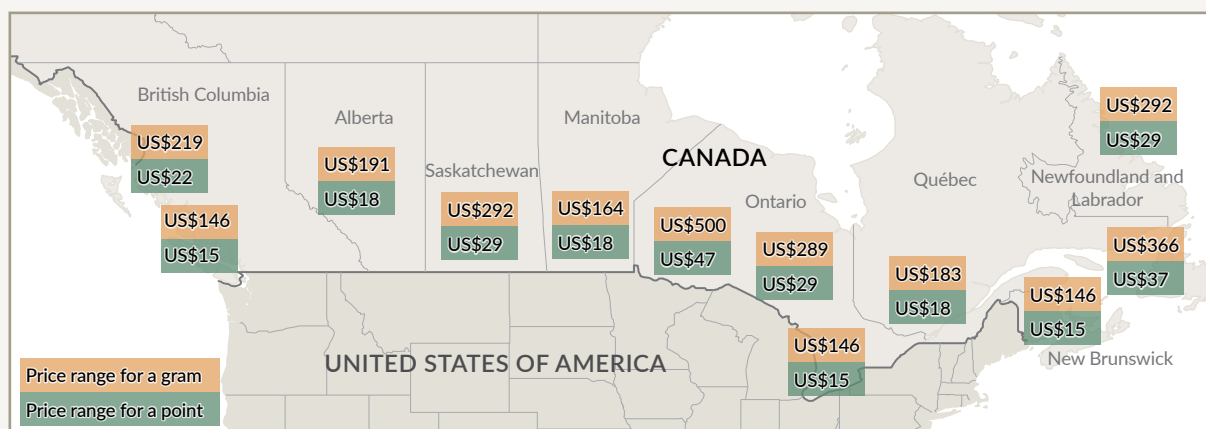 British Columbia
US$219
US$22
US$146
US$15
Alberta
US$191
US$18
Saskatchewan
US$292
US$29
Manitoba
US$164
US$18
CANADA
Ontario
US$500
US$47
US$289
US$29
US$146
US$15
Québec
US$183
US$18
US$292
US$29
Newfoundland and
Labrador
US$366
US$37
US$146
US$15
New Brunswick
UNITED STATES OF AMERICA
Price range for a gram
Price range for a point